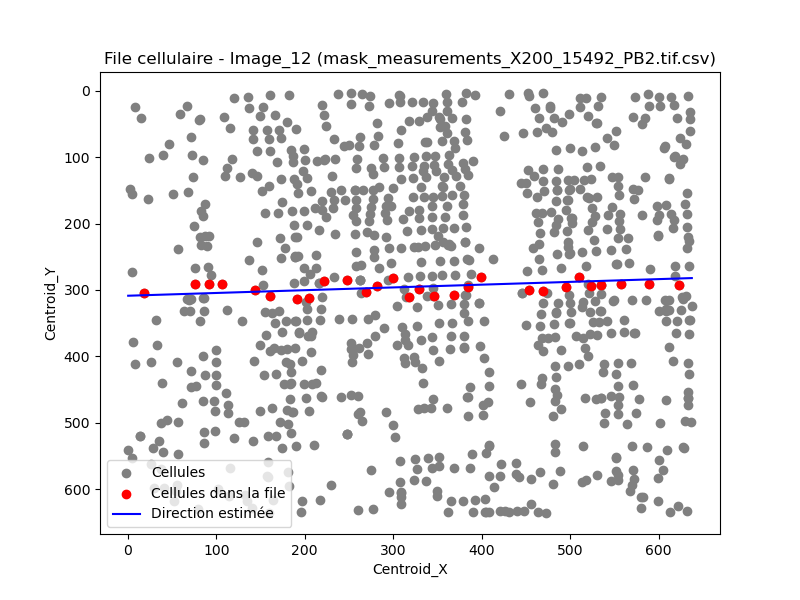 File cellulaire - Image_12 (mask_measurements_X200_15492_PB2.tif.csv)
Centroid_Y
0
100
200
300
400
500
600
Cellules
Cellules dans la file
Direction estimée
0 100 200 300 400 500 600
Centroid_X